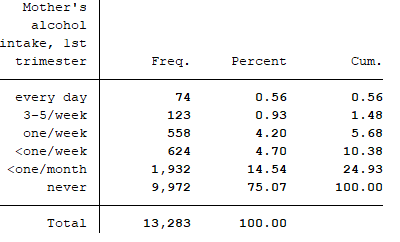 Mother's
alcohol
intake, 1st
trimester Freq. Percent Cum.
every day 74 0.56 0.56
3-5/week 123 0.93 1.48
one/week 558 4.20 5.68
<one/week 624 4.70 10.38
<one/month 1,932 14.54 24.93
never 9,972 75.07 100.00
Total 13,283 100.00